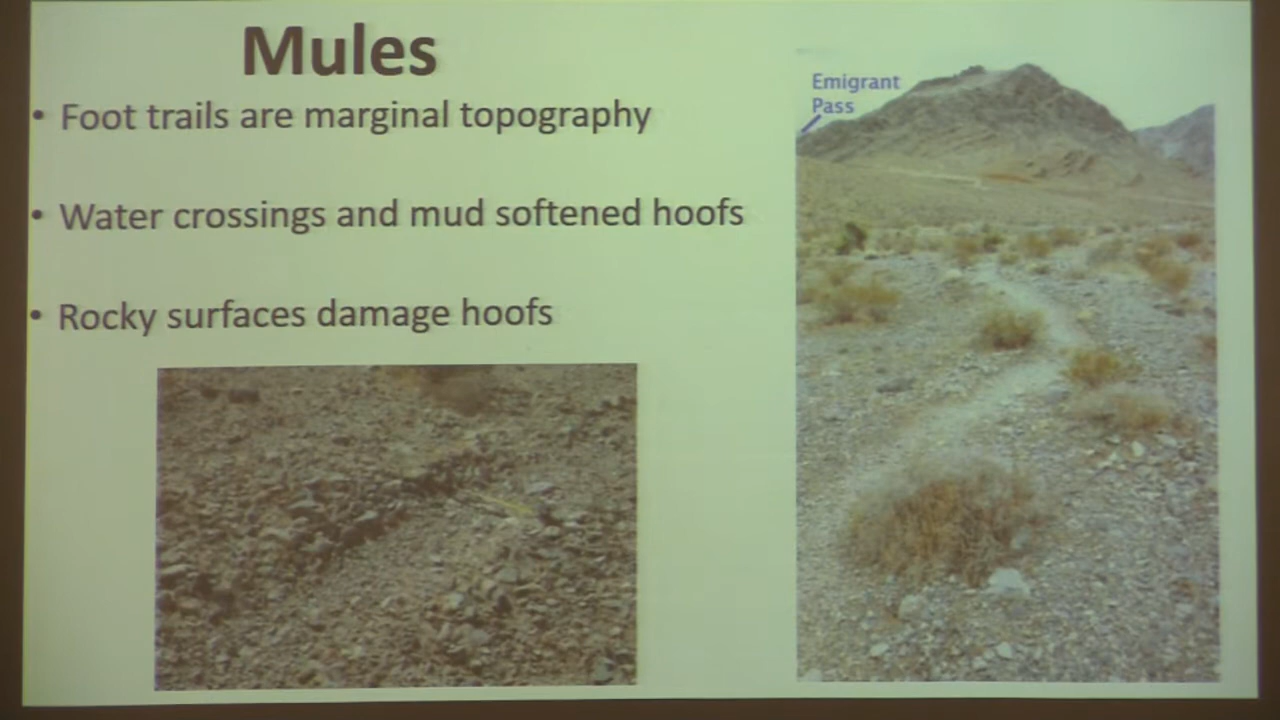 Mules
• Foot trails are marginal topography
• Water crossings and mud softened hoofs
• Rocky surfaces damage hoofs
Emigrant
Pass